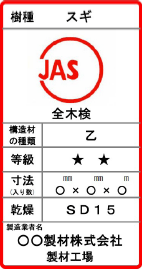 樹種 スギ
JAS
全木検
構造材の種類 乙
等級 ★ ★
寸法(入り数) ○mm×○mm×○m
乾燥 SD15
製造業者名
○○製材株式会社
製材工場